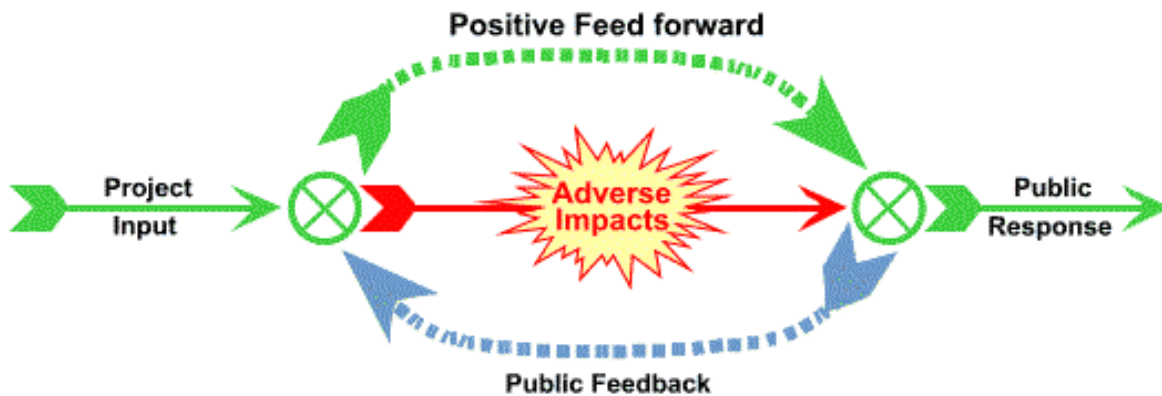 Positive Feed forward
Project
Input
Adverse
Impacts
Public
Response
Public Feedback